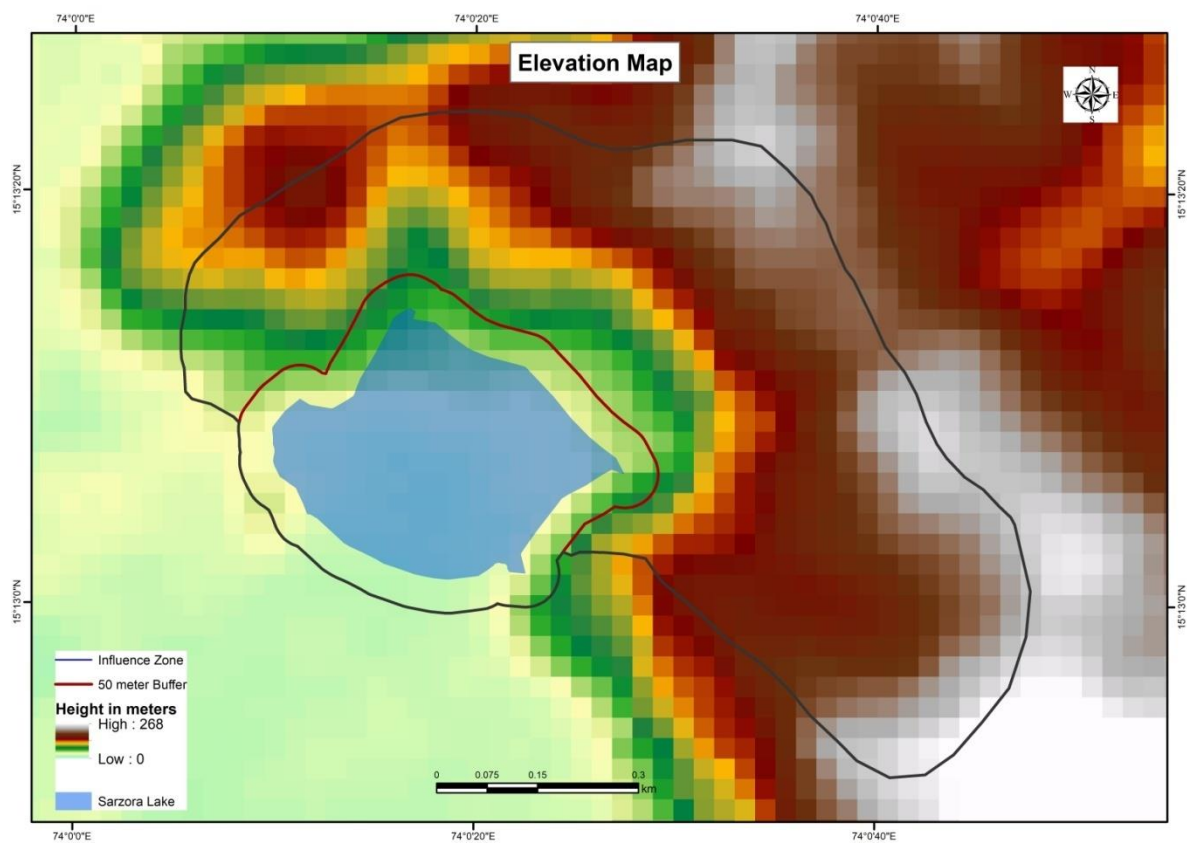 74°0'0"E 74°0'20"E 74°0'40"E
Elevation Map
N
W E
S
15°13'20"N 15°13'20"N
15°13'0"N 15°13'0"N
Influence Zone
50 meter Buffer
Height in meters
High : 268
Low : 0
Sarzora Lake
0 0.075 0.15 0.3
km
74°0'0"E 74°0'20"E 74°0'40"E